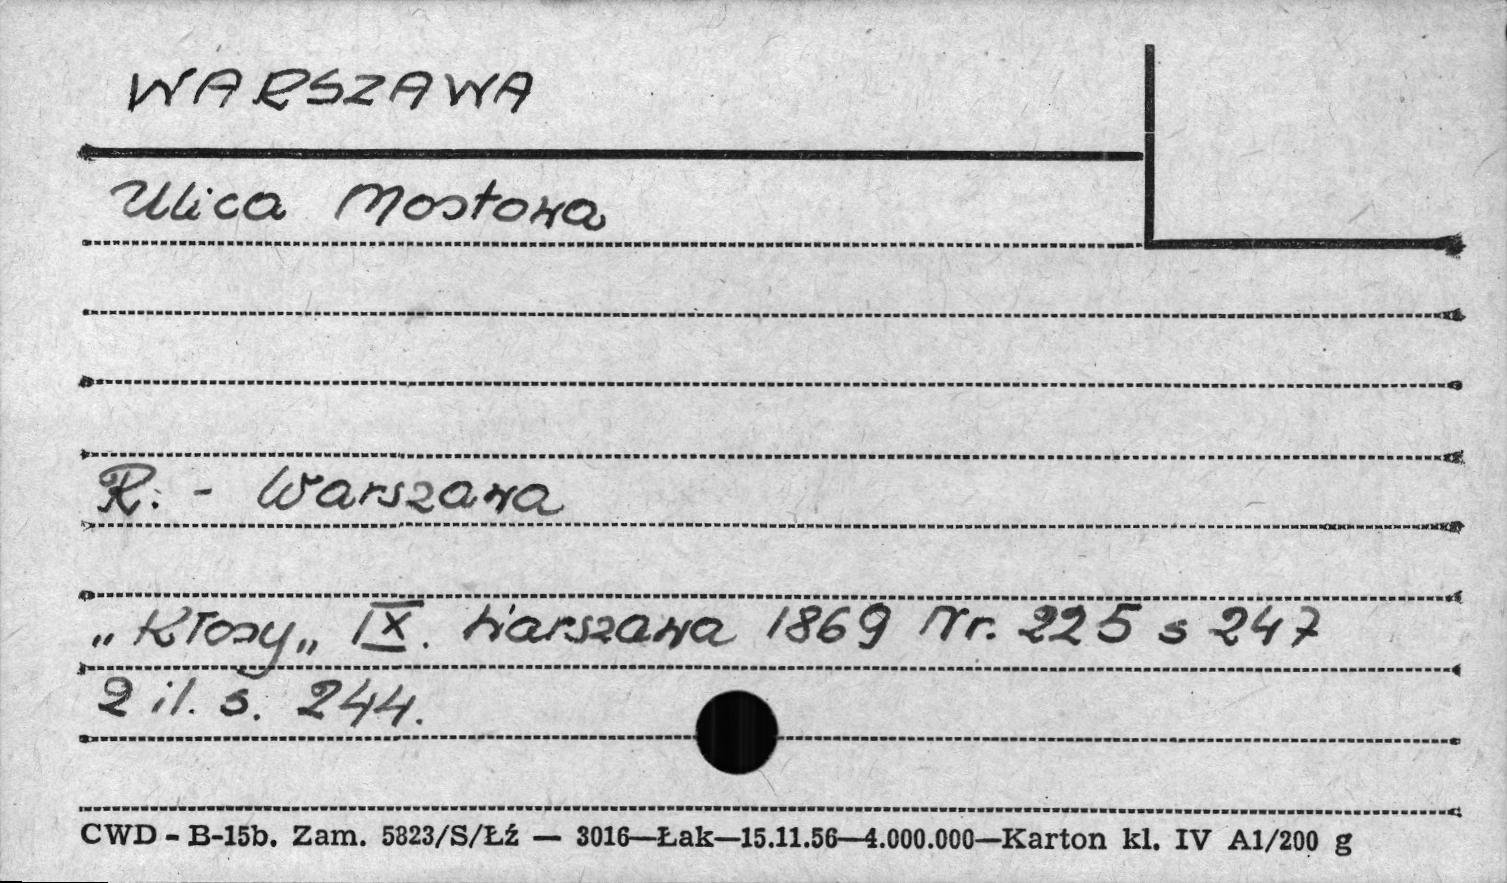 WARSZAWA
Ulica Mostowa
R. - Warszawa
„Kłosy„ IX. Warszawa 1869 Nr. 225 s 247
2 il. s. 244.
CWD - B-15b. Zam. 5823/S/Łź — 3016—Łak—15.11.56—4.000.000—Karton kl. IV A1/200 g